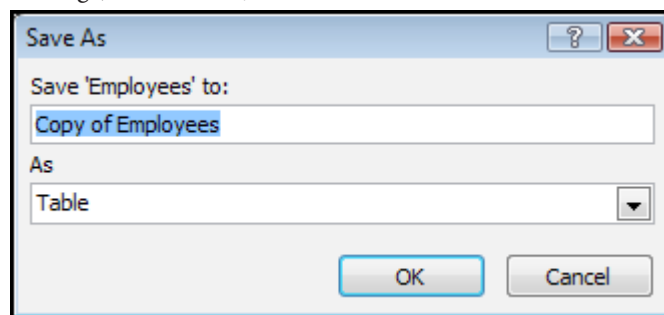 Save As
Save 'Employees' to:
Copy of Employees
As
Table
OK Cancel